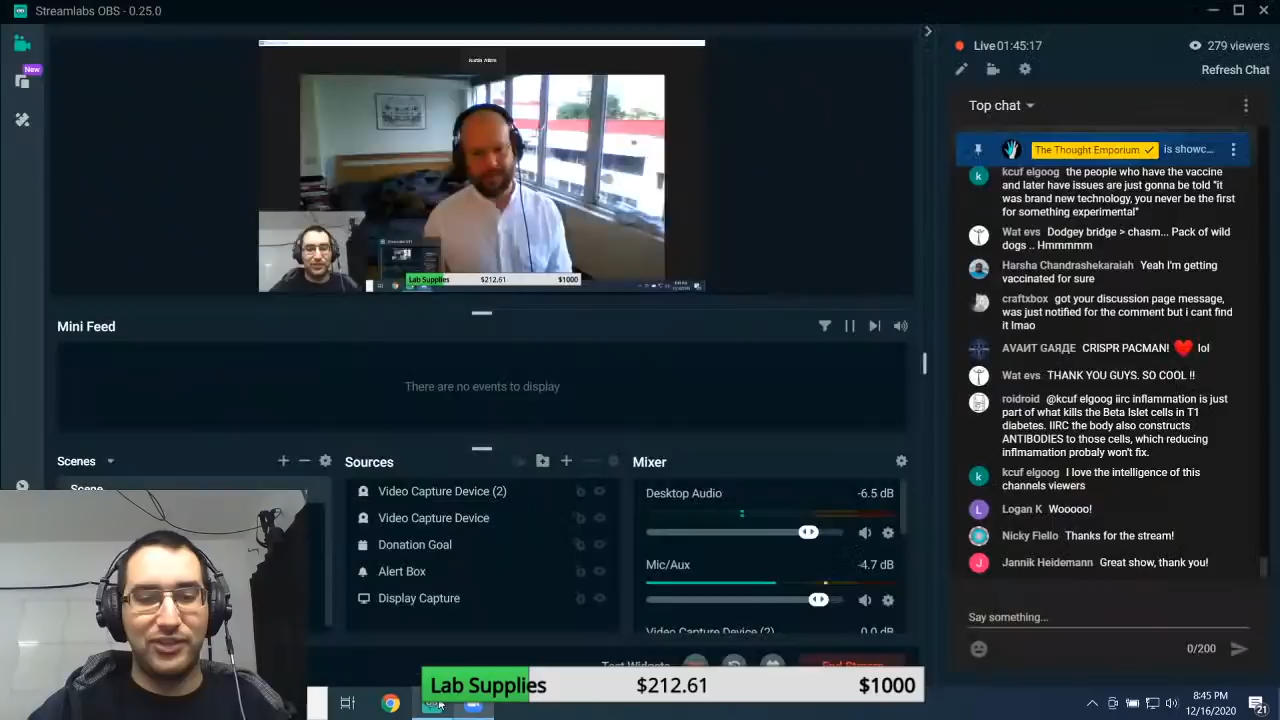 Streamlabs OBS - 0.25.0
New
Lab Supplies $212.61 $1000
Mini Feed
There are no events to display
Scenes
Scene
Sources
Video Capture Device (2)
Video Capture Device
Donation Goal
Alert Box
Display Capture
Mixer
Desktop Audio -6.5 dB
Mic/Aux -4.7 dB
Video Capture Device (2) 0.0 dB
Test Widgets
End Stream
Live 01:45:17
279 viewers
Refresh Chat
Top chat
The Thought Emporium is showc...
kcuf elgoog the people who have the vaccine
and later have issues are just gonna be told "it
was brand new technology, you never be the first
for something experimental"
Wat evs Dodgey bridge > chasm... Pack of wild
dogs .. Hmmmmm
Harsha Chandrashekaraiah Yeah I'm getting
vaccinated for sure
craftxbox got your discussion page message,
was just notified for the comment but i cant find
it lmao
АVАИТ GАЯДЕ CRISPR PACMAN! ❤ lol
Wat evs THANK YOU GUYS. SO COOL !!
roidroid @kcuf elgoog iirc inflammation is just
part of what kills the Beta Islet cells in T1
diabetes. IIRC the body also constructs
ANTIBODIES to those cells, which reducing
inflmamation probaly won't fix.
kcuf elgoog I love the intelligence of this
channels viewers
Logan K Wooooo!
Nicky Fiello Thanks for the stream!
Jannik Heidemann Great show, thank you!
Say something...
0/200
Lab Supplies $212.61 $1000
8:45 PM
12/16/2020
21